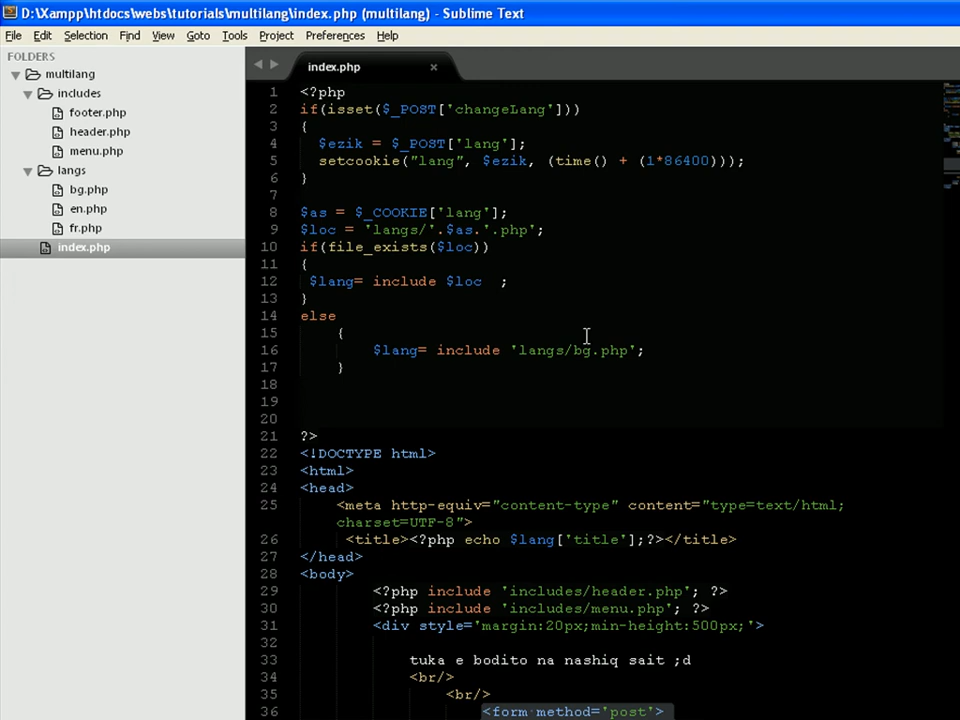 D:\Xampp\htdocs\webs\tutorials\multilang\index.php (multilang) - Sublime Text
File Edit Selection Find View Goto Tools Project Preferences Help
FOLDERS
multilang
includes
footer.php
header.php
menu.php
langs
bg.php
en.php
fr.php
index.php
index.php ×
1 <?php
2 if(isset($_POST['changeLang']))
3 {
4 $ezik = $_POST['lang'];
5 setcookie("lang", $ezik, (time() + (1*86400)));
6 }
7
8 $as = $_COOKIE['lang'];
9 $loc = 'langs/'.$as.'.php';
10 if(file_exists($loc))
11 {
12 $lang= include $loc ;
13 }
14 else
15 {
16 $lang= include 'langs/bg.php';
17 }
18
19
20
21 ?>
22 <!DOCTYPE html>
23 <html>
24 <head>
25 <meta http-equiv="content-type" content="type=text/html;
charset=UTF-8">
26 <title><?php echo $lang['title'];?></title>
27 </head>
28 <body>
29 <?php include 'includes/header.php'; ?>
30 <?php include 'includes/menu.php'; ?>
31 <div style='margin:20px;min-height:500px;'>
32
33 tuka e bodito na nashiq sait ;d
34 <br/>
35 <br/>
36 <form method='post'>